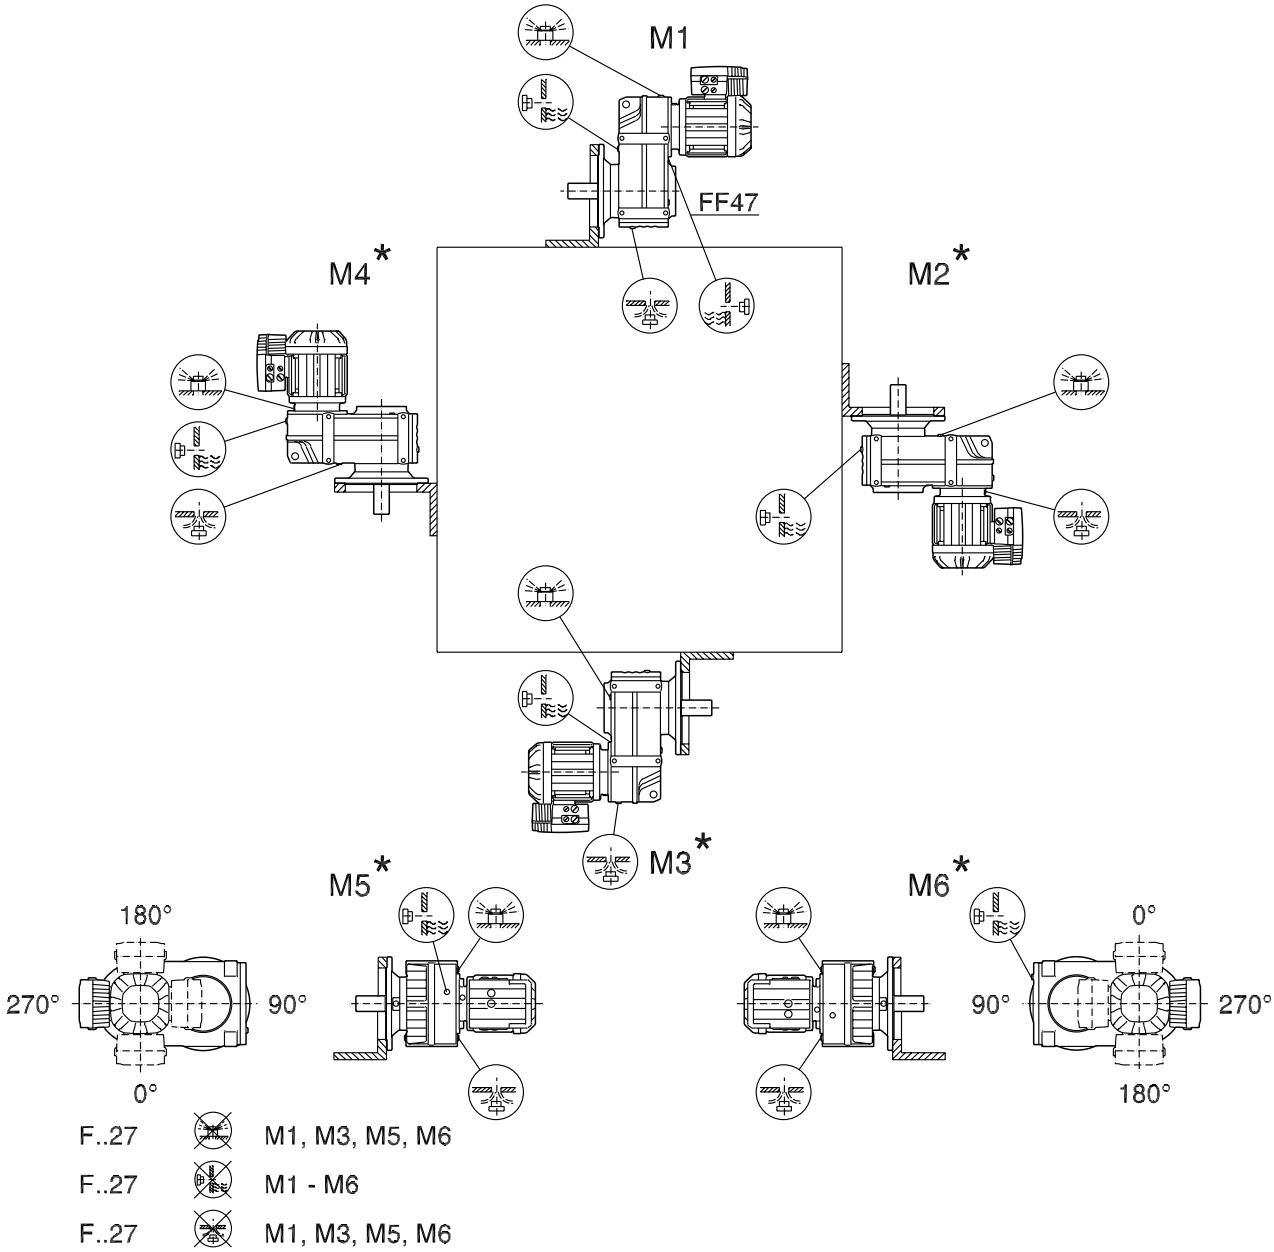 M1
FF47
M4*
M2*
M3*
M5*
M6*
180°
270°
90°
0°
0°
90°
270°
180°
F..27 M1, M3, M5, M6
F..27 M1 - M6
F..27 M1, M3, M5, M6